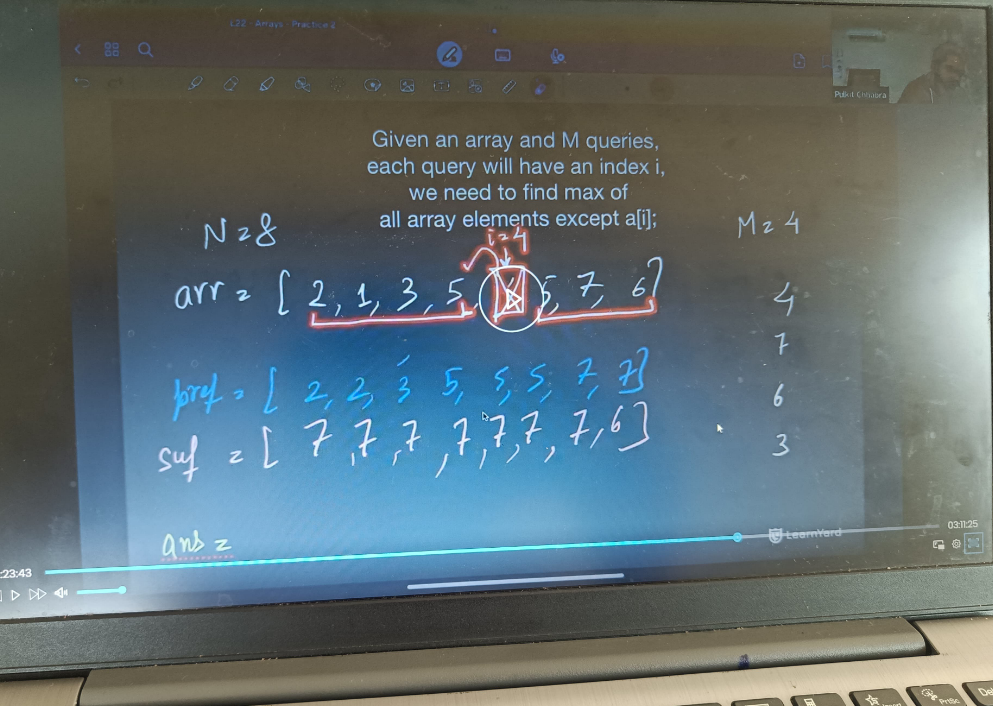 L22 - Arrays - Practice 2
Pulkit Chhabra
Given an array and M queries,
each query will have an index i,
we need to find max of
all array elements except a[i];
N = 8
M = 4
i = 4
arr = [ 2, 1, 3, 5, 5, 7, 6]
4
7
pref = [ 2, 2, 3 5, 5, 5, 7, 7]
6
suf = [ 7, 7, 7, 7, 7, 7, 7, 6]
3
ans =
LearnYard
:23:43
03:11:25
PrtSc